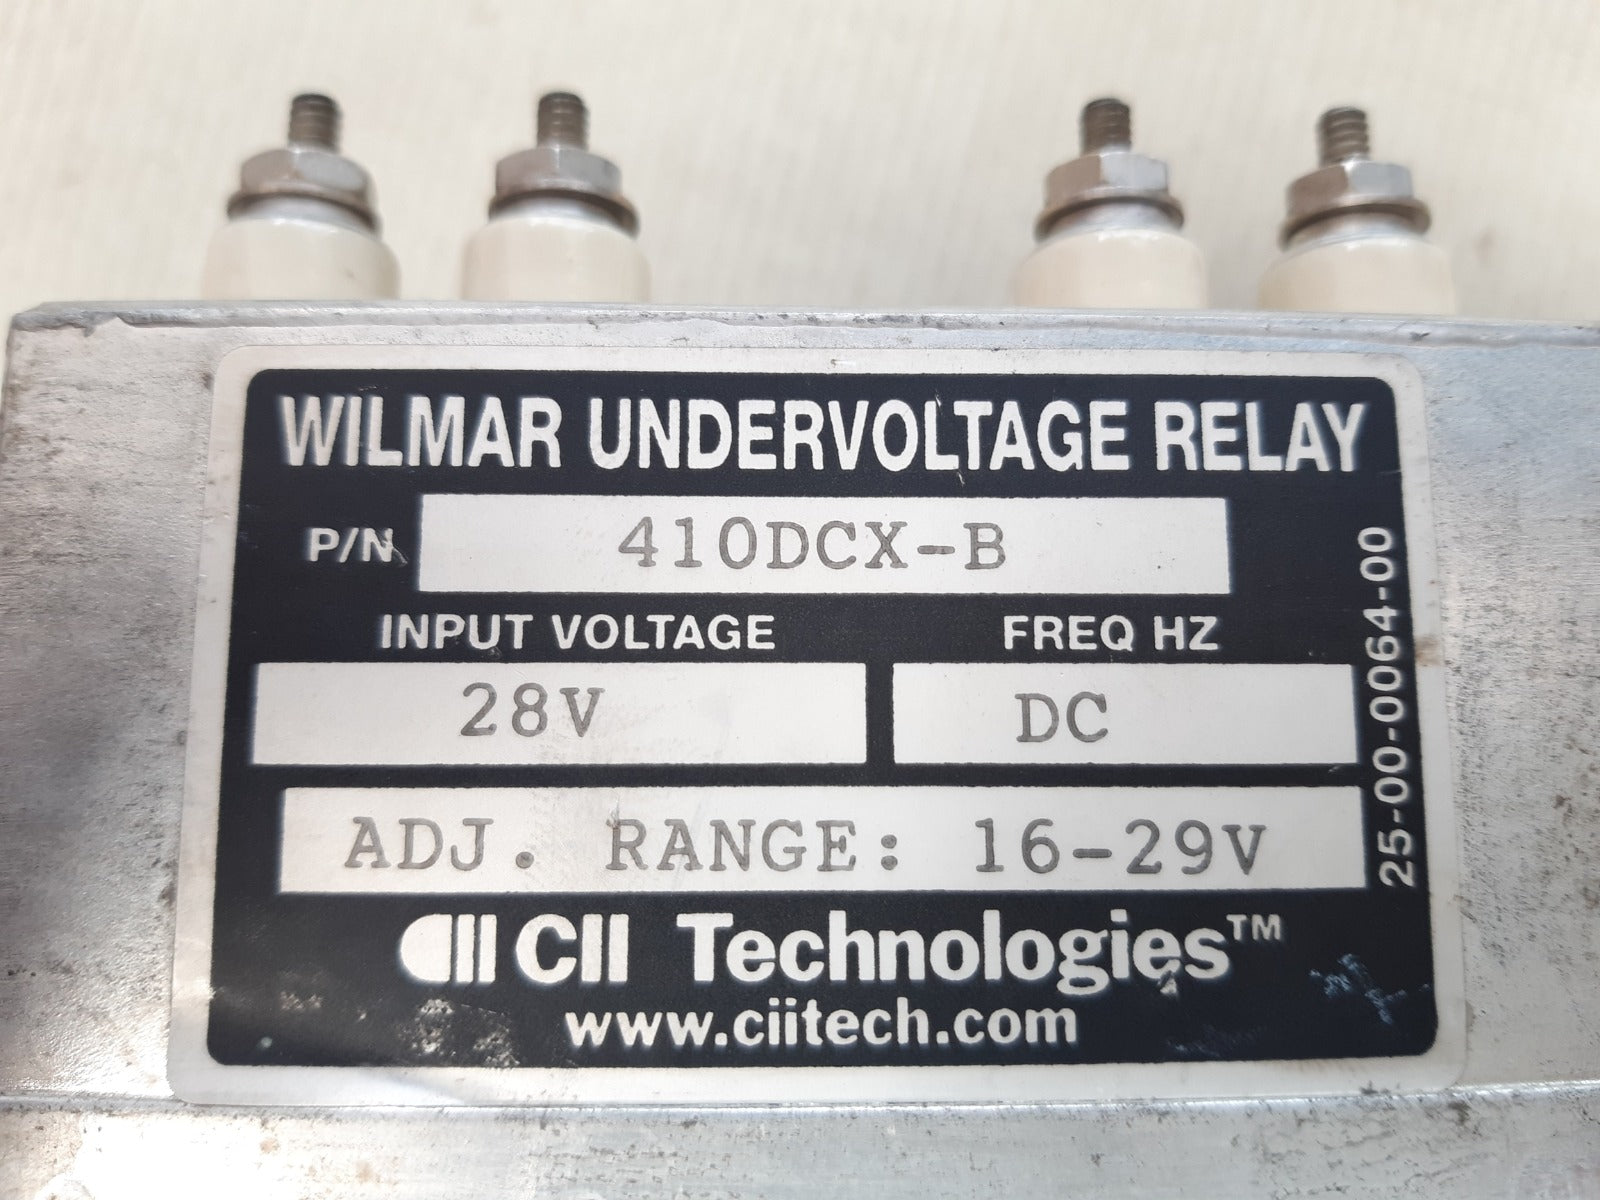 WILMAR UNDERVOLTAGE RELAY
P/N 410DCX-B
INPUT VOLTAGE FREQ HZ
28V DC
ADJ. RANGE: 16-29V
CII Technologies™
www.ciitech.com
25-00-0064-00